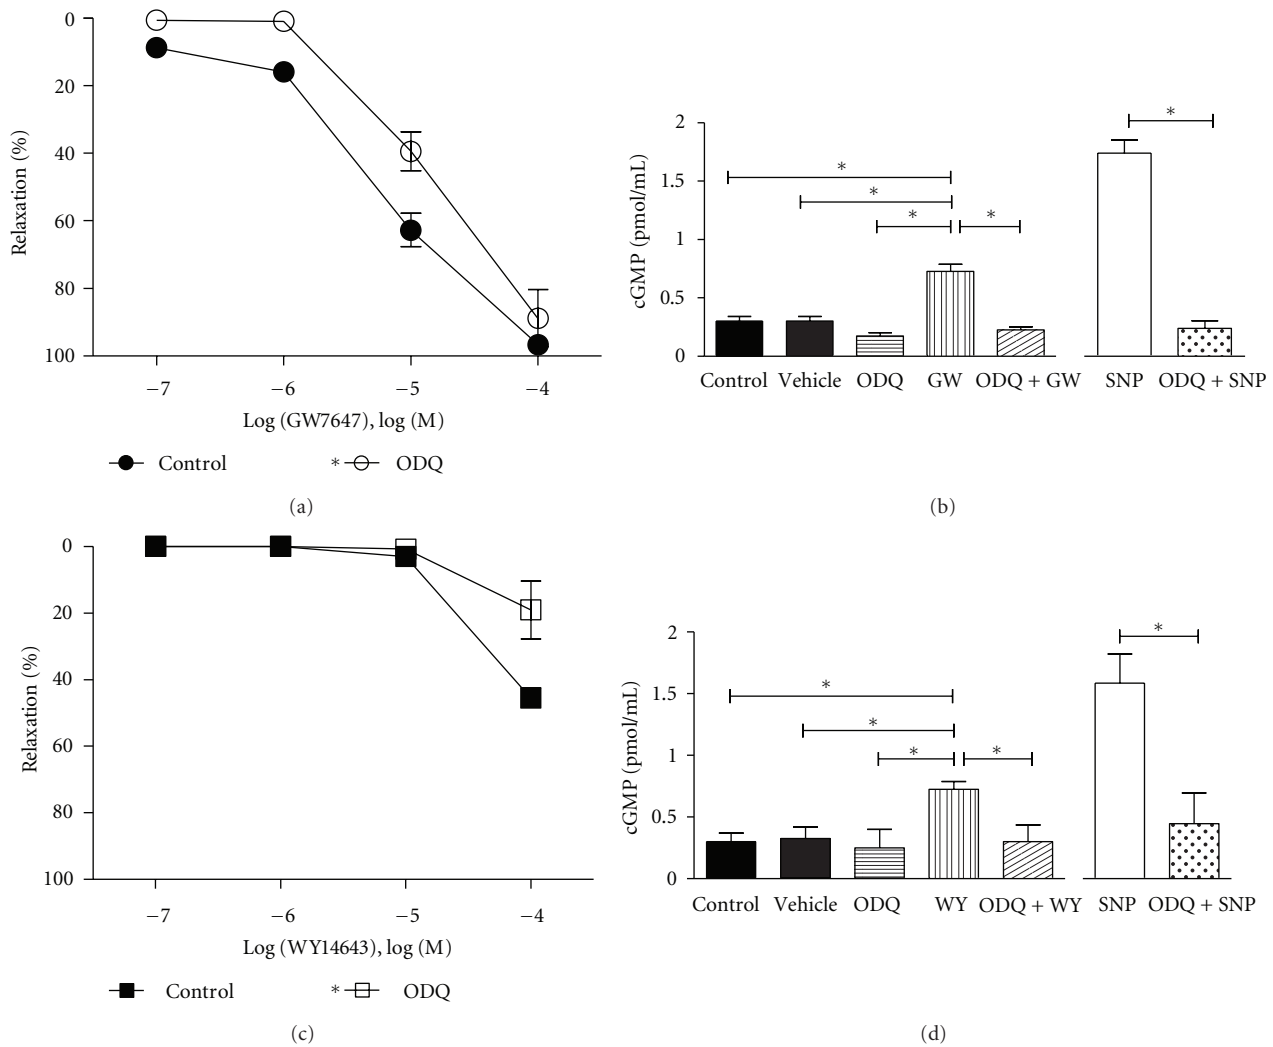 0
20
40
60
80
100
Relaxation (%)
−7 −6 −5 −4
Log (GW7647), log (M)
Control * ODQ
(a)
2
1.5
1
0.5
0
cGMP (pmol/mL)
*
*
* *
*
Control Vehicle ODQ GW ODQ + GW SNP ODQ + SNP
(b)
0
20
40
60
80
100
Relaxation (%)
−7 −6 −5 −4
Log (WY14643), log (M)
Control * ODQ
(c)
2
1.5
1
0.5
0
cGMP (pmol/mL)
*
*
* *
*
Control Vehicle ODQ WY ODQ + WY SNP ODQ + SNP
(d)